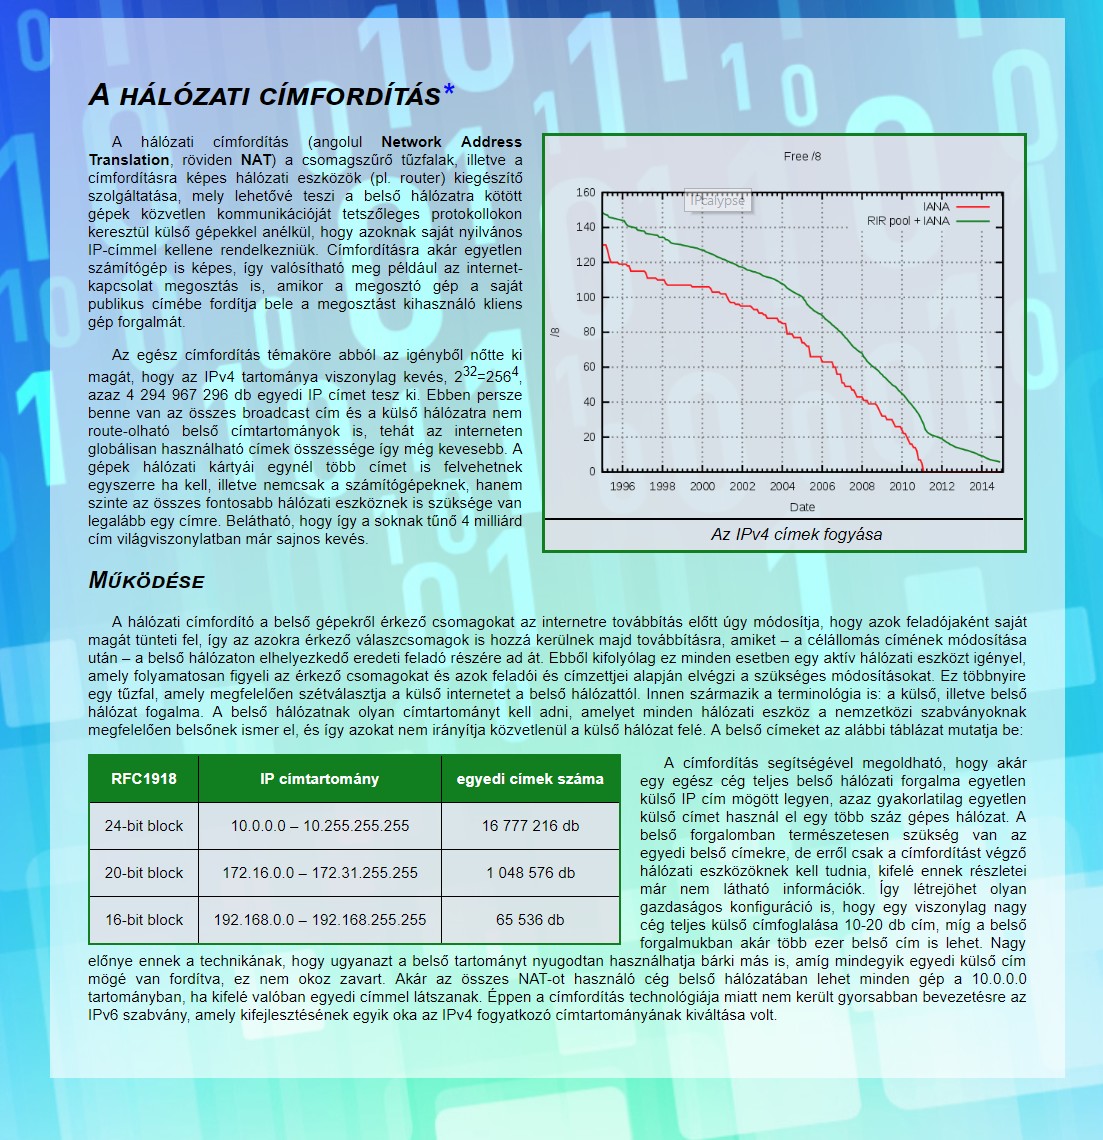 A HÁLÓZATI CÍMFORDÍTÁS*
A hálózati címfordítás (angolul Network Address
Translation, röviden NAT) a csomagszűrő tűzfalak, illetve a
címfordításra képes hálózati eszközök (pl. router) kiegészítő
szolgáltatása, mely lehetővé teszi a belső hálózatra kötött
gépek közvetlen kommunikációját tetszőleges protokollokon
keresztül külső gépekkel anélkül, hogy azoknak saját nyilvános
IP-címmel kellene rendelkezniük. Címfordításra akár egyetlen
számítógép is képes, így valósítható meg például az internet-
kapcsolat megosztás is, amikor a megosztó gép a saját
publikus címébe fordítja bele a megosztást kihasználó kliens
gép forgalmát.
Az egész címfordítás témaköre abból az igényből nőtte ki
magát, hogy az IPv4 tartománya viszonylag kevés, 2³²=256⁴,
azaz 4 294 967 296 db egyedi IP címet tesz ki. Ebben persze
benne van az összes broadcast cím és a külső hálózatra nem
route-olható belső címtartományok is, tehát az interneten
globálisan használható címek összessége így még kevesebb. A
gépek hálózati kártyái egynél több címet is felvehetnek
egyszerre ha kell, illetve nemcsak a számítógépeknek, hanem
szinte az összes fontosabb hálózati eszköznek is szüksége van
legalább egy címre. Belátható, hogy így a soknak tűnő 4 milliárd
cím világviszonylatban már sajnos kevés.
Free /8
IPcalypse
IANA
RIR pool + IANA
160
140
120
100
80
60
40
20
0
/8
1996 1998 2000 2002 2004 2006 2008 2010 2012 2014
Date
Az IPv4 címek fogyása
MŰKÖDÉSE
A hálózati címfordító a belső gépekről érkező csomagokat az internetre továbbítás előtt úgy módosítja, hogy azok feladójaként saját
magát tünteti fel, így az azokra érkező válaszcsomagok is hozzá kerülnek majd továbbításra, amiket – a célállomás címének módosítása
után – a belső hálózaton elhelyezkedő eredeti feladó részére ad át. Ebből kifolyólag ez minden esetben egy aktív hálózati eszközt igényel,
amely folyamatosan figyeli az érkező csomagokat és azok feladói és címzettjei alapján elvégzi a szükséges módosításokat. Ez többnyire
egy tűzfal, amely megfelelően szétválasztja a külső internetet a belső hálózattól. Innen származik a terminológia is: a külső, illetve belső
hálózat fogalma. A belső hálózatnak olyan címtartományt kell adni, amelyet minden hálózati eszköz a nemzetközi szabványoknak
megfelelően belsőnek ismer el, és így azokat nem irányítja közvetlenül a külső hálózat felé. A belső címeket az alábbi táblázat mutatja be:
RFC1918 IP címtartomány egyedi címek száma
24-bit block 10.0.0.0 – 10.255.255.255 16 777 216 db
20-bit block 172.16.0.0 – 172.31.255.255 1 048 576 db
16-bit block 192.168.0.0 – 192.168.255.255 65 536 db
A címfordítás segítségével megoldható, hogy akár
egy egész cég teljes belső hálózati forgalma egyetlen
külső IP cím mögött legyen, azaz gyakorlatilag egyetlen
külső címet használ el egy több száz gépes hálózat. A
belső forgalomban természetesen szükség van az
egyedi belső címekre, de erről csak a címfordítást végző
hálózati eszközöknek kell tudnia, kifelé ennek részletei
már nem látható információk. Így létrejöhet olyan
gazdaságos konfiguráció is, hogy egy viszonylag nagy
cég teljes külső címfoglalása 10-20 db cím, míg a belső
forgalmukban akár több ezer belső cím is lehet. Nagy
előnye ennek a technikának, hogy ugyanazt a belső tartományt nyugodtan használhatja bárki más is, amíg mindegyik egyedi külső cím
mögé van fordítva, ez nem okoz zavart. Akár az összes NAT-ot használó cég belső hálózatában lehet minden gép a 10.0.0.0
tartományban, ha kifelé valóban egyedi címmel látszanak. Éppen a címfordítás technológiája miatt nem került gyorsabban bevezetésre az
IPv6 szabvány, amely kifejlesztésének egyik oka az IPv4 fogyatkozó címtartományának kiváltása volt.